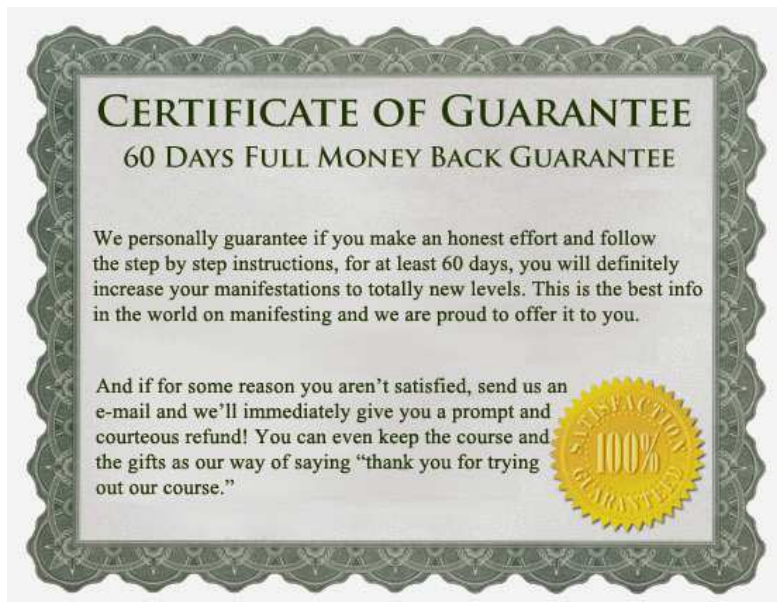 CERTIFICATE OF GUARANTEE
60 DAYS FULL MONEY BACK GUARANTEE
We personally guarantee if you make an honest effort and follow
the step by step instructions, for at least 60 days, you will definitely
increase your manifestations to totally new levels. This is the best info
in the world on manifesting and we are proud to offer it to you.
And if for some reason you aren’t satisfied, send us an
e-mail and we’ll immediately give you a prompt and
courteous refund! You can even keep the course and
the gifts as our way of saying “thank you for trying
out our course.”
SATISFACTION
100%
GUARANTEED